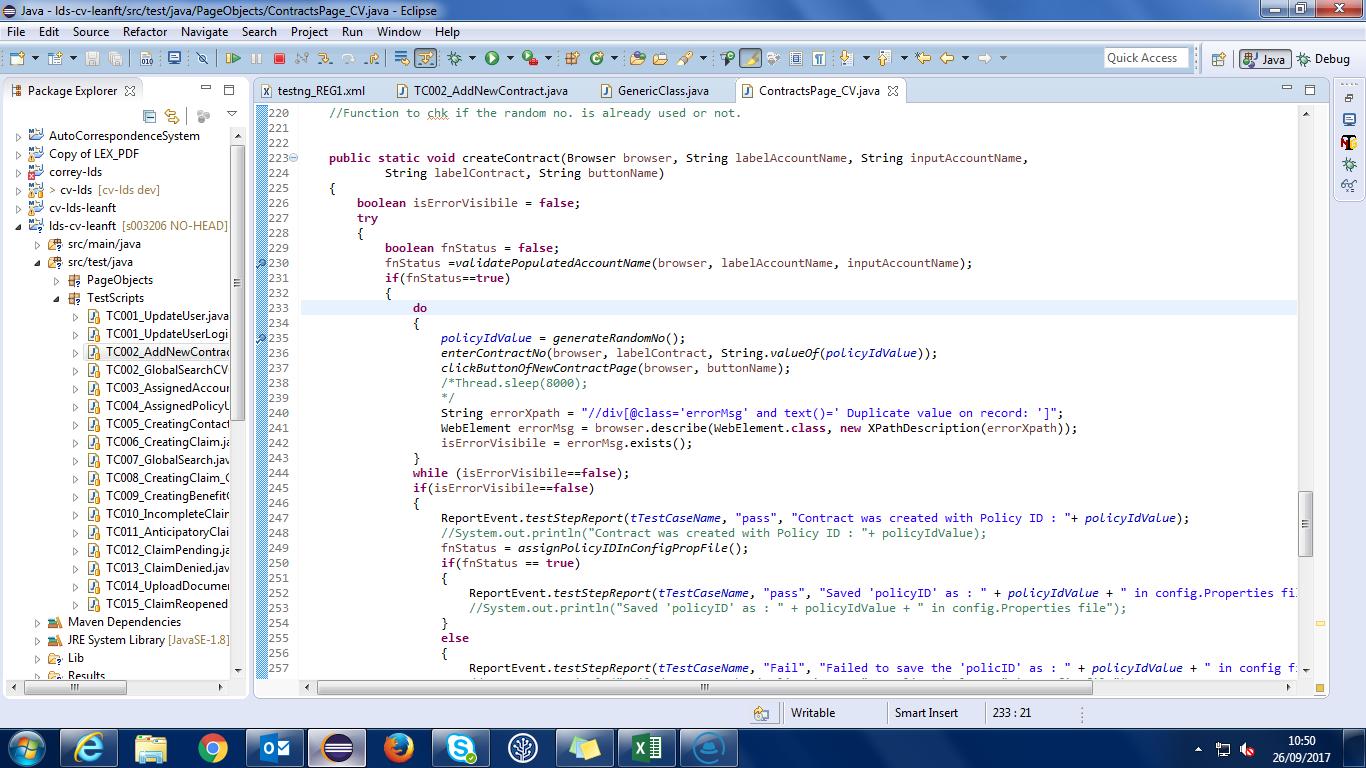 Java - lds-cv-leanft/src/test/java/PageObjects/ContractsPage_CV.java - Eclipse
File Edit Source Refactor Navigate Search Project Run Window Help
Quick Access Java Debug
Package Explorer
testng_REG1.xml TC002_AddNewContract.java GenericClass.java ContractsPage_CV.java
AutoCorrespondenceSystem
Copy of LEX_PDF
correy-lds
> cv-lds [cv-lds dev]
cv-lds-leanft
lds-cv-leanft [s003206 NO-HEAD]
src/main/java
src/test/java
PageObjects
TestScripts
TC001_UpdateUser.java
TC001_UpdateUserLogi
TC002_AddNewContrac
TC002_GlobalSearchCV
TC003_AssignedAccour
TC004_AssignedPolicyU
TC005_CreatingContact
TC006_CreatingClaim.ja
TC007_GlobalSearch.jav
TC008_CreatingClaim_C
TC009_CreatingBenefitC
TC010_IncompleteClain
TC011_AnticipatoryClai
TC012_ClaimPending.ja
TC013_ClaimDenied.jav
TC014_UploadDocume
TC015_ClaimReopened
Maven Dependencies
JRE System Library [JavaSE-1.8]
Lib
Results
220 //Function to chk if the random no. is already used or not.
221
222
223 public static void createContract(Browser browser, String labelAccountName, String inputAccountName,
224 String labelContract, String buttonName)
225 {
226 boolean isErrorVisibile = false;
227 try
228 {
229 boolean fnStatus = false;
230 fnStatus =validatePopulatedAccountName(browser, labelAccountName, inputAccountName);
231 if(fnStatus==true)
232 {
233 do
234 {
235 policyIdValue = generateRandomNo();
236 enterContractNo(browser, labelContract, String.valueOf(policyIdValue));
237 clickButtonOfNewContractPage(browser, buttonName);
238 /*Thread.sleep(8000);
239 */
240 String errorXpath = "//div[@class='errorMsg' and text()=' Duplicate value on record: ']";
241 WebElement errorMsg = browser.describe(WebElement.class, new XPathDescription(errorXpath));
242 isErrorVisibile = errorMsg.exists();
243 }
244 while (isErrorVisibile==false);
245 if(isErrorVisibile==false)
246 {
247 ReportEvent.testStepReport(tTestCaseName, "pass", "Contract was created with Policy ID : "+ policyIdValue);
248 //System.out.println("Contract was created with Policy ID : "+ policyIdValue);
249 fnStatus = assignPolicyIDInConfigPropFile();
250 if(fnStatus == true)
251 {
252 ReportEvent.testStepReport(tTestCaseName, "pass", "Saved 'policyID' as : " + policyIdValue + " in config.Properties fil
253 //System.out.println("Saved 'policyID' as : " + policyIdValue + " in config.Properties file");
254 }
255 else
256 {
257 ReportEvent.testStepReport(tTestCaseName, "Fail", "Failed to save the 'policID' as : " + policyIdValue + " in config f
Writable Smart Insert 233 : 21
10:50
26/09/2017